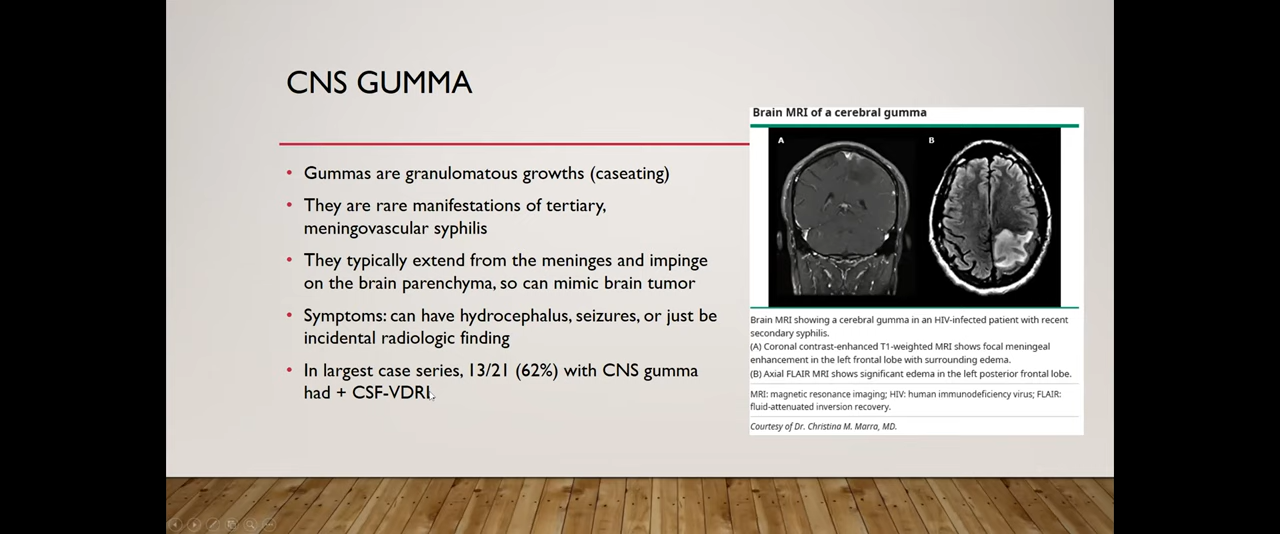 CNS GUMMA
• Gummas are granulomatous growths (caseating)
• They are rare manifestations of tertiary,
meningovascular syphilis
• They typically extend from the meninges and impinge
on the brain parenchyma, so can mimic brain tumor
• Symptoms: can have hydrocephalus, seizures, or just be
incidental radiologic finding
• In largest case series, 13/21 (62%) with CNS gumma
had + CSF-VDRL
Brain MRI of a cerebral gumma
A
B
Brain MRI showing a cerebral gumma in an HIV-infected patient with recent
secondary syphilis.
(A) Coronal contrast-enhanced T1-weighted MRI shows focal meningeal
enhancement in the left frontal lobe with surrounding edema.
(B) Axial FLAIR MRI shows significant edema in the left posterior frontal lobe.
MRI: magnetic resonance imaging; HIV: human immunodeficiency virus; FLAIR:
fluid-attenuated inversion recovery.
Courtesy of Dr. Christina M. Marra, MD.